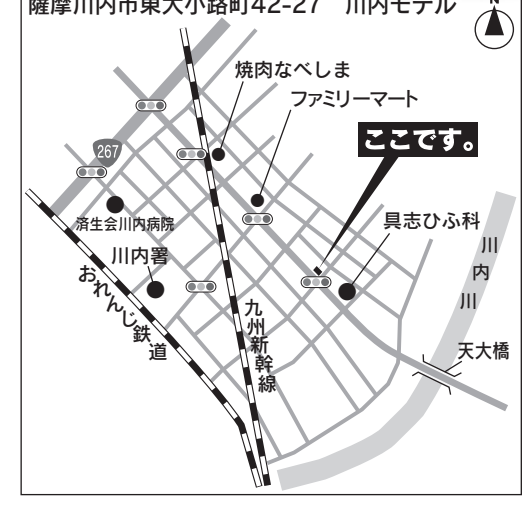 薩摩川内市東大小路町42-27　川内モデル
N
焼肉なべしま
ファミリーマート
267
ここです。
済生会川内病院
具志ひふ科
川内署
川内川
おれんじ鉄道
九州新幹線
天大橋